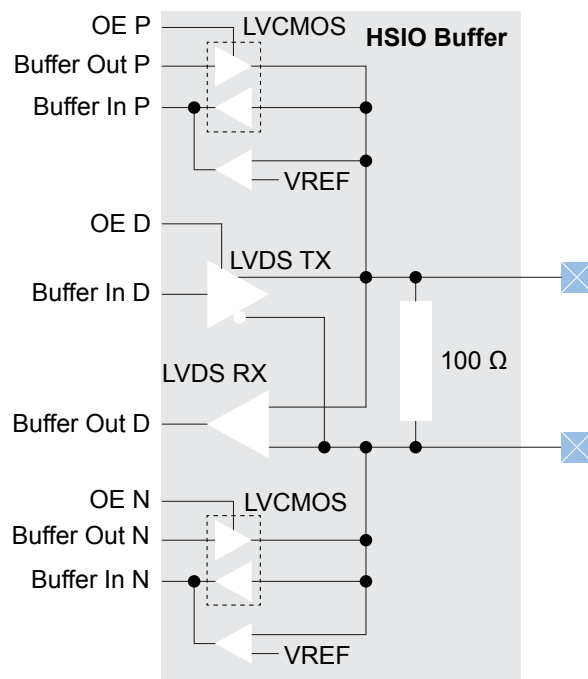 OE P
LVCMOS
HSIO Buffer
Buffer Out P
Buffer In P
VREF
OE D
LVDS TX
Buffer In D
100 Ω
LVDS RX
Buffer Out D
OE N
LVCMOS
Buffer Out N
Buffer In N
VREF